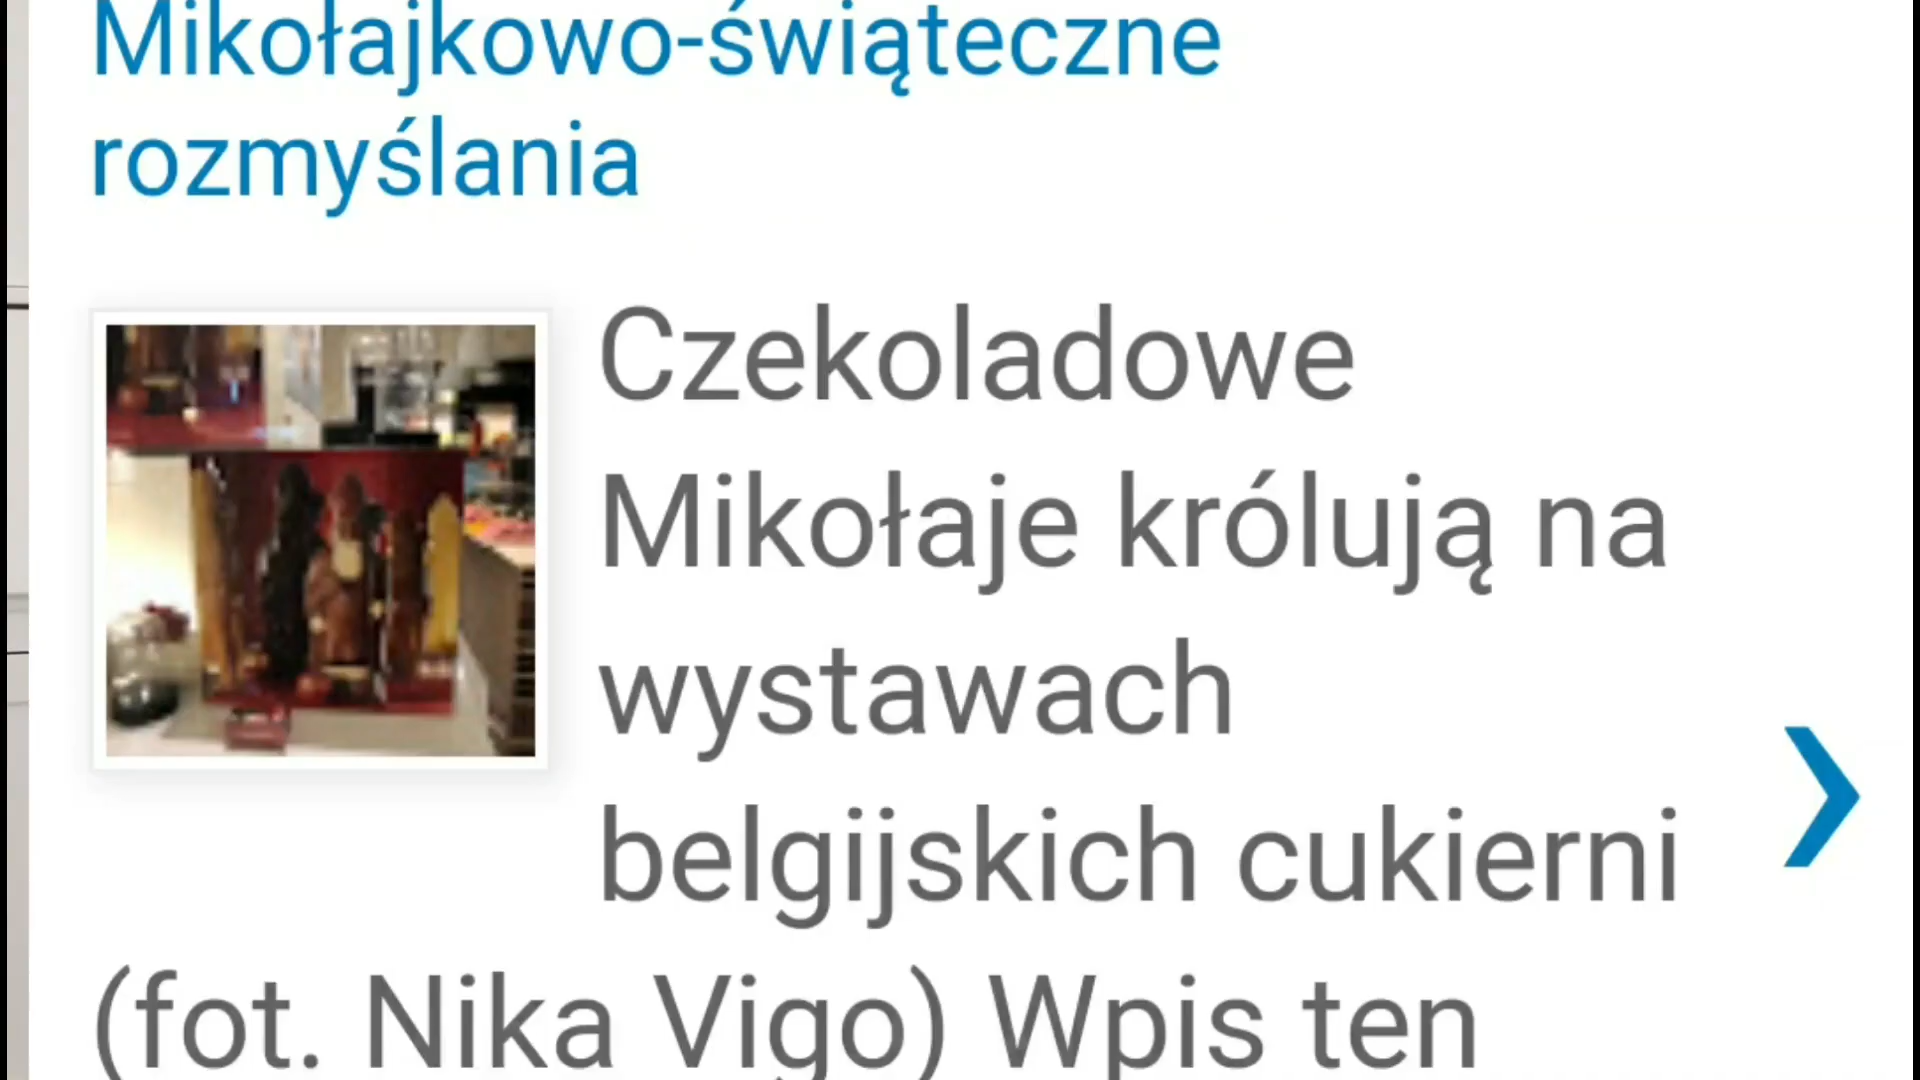 Mikołajkowo-świąteczne
rozmyślania
Czekoladowe
Mikołaje królują na
wystawach
belgijskich cukierni
(fot. Nika Vigo) Wpis ten